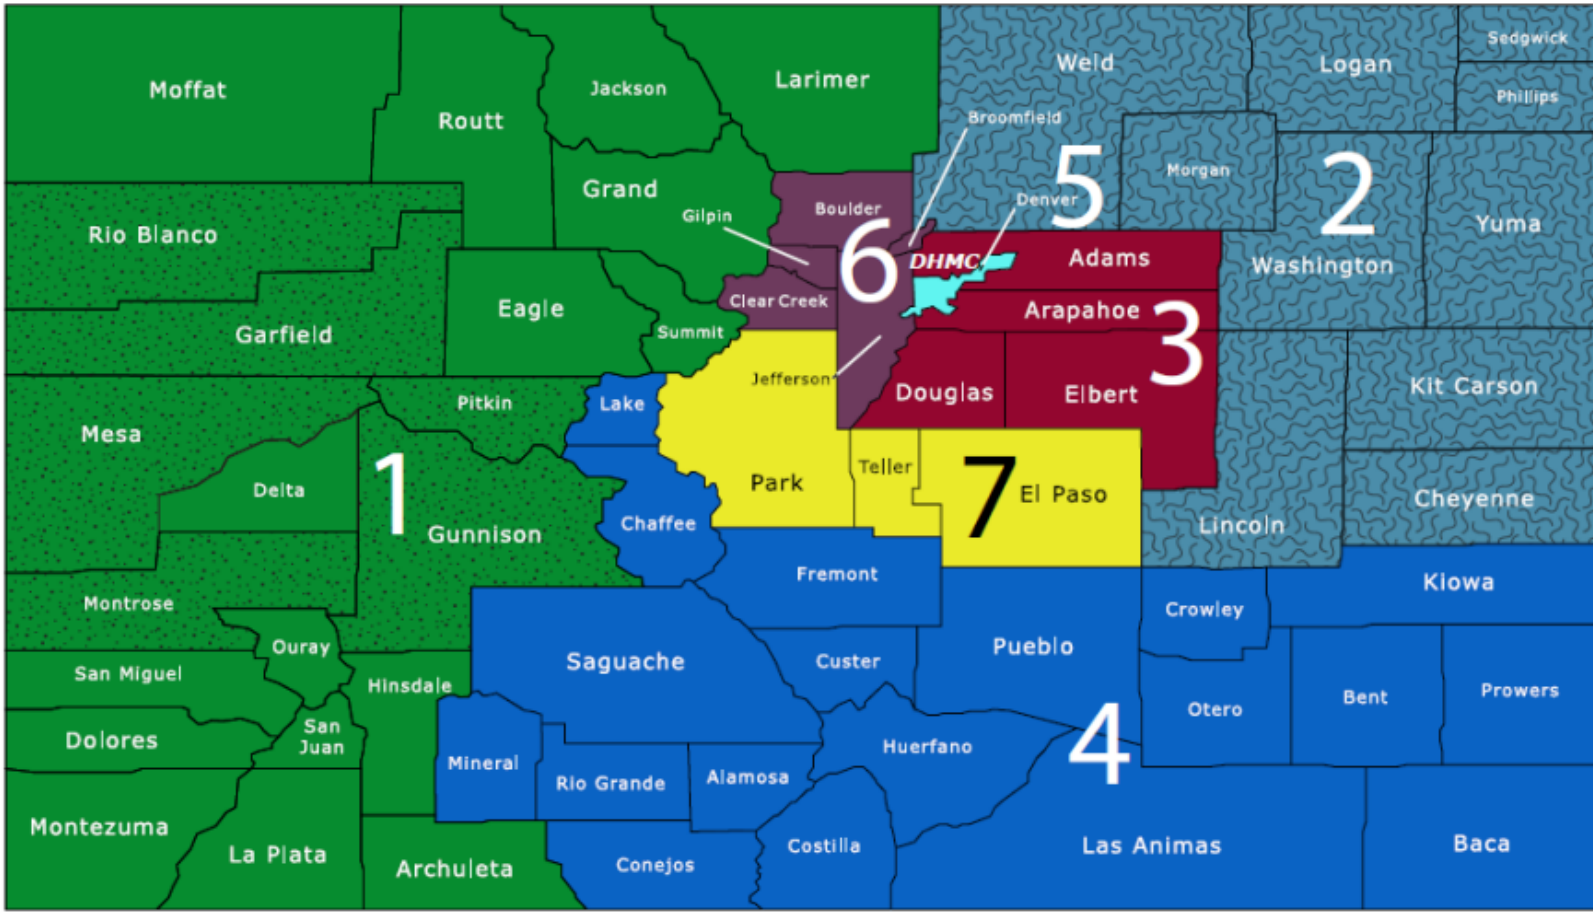 Moffat
Routt
Jackson
Larimer
Weld
Logan
Sedgwick
Phillips
Broomfield
Morgan
5
2
Denver
Grand
Gilpin
Boulder
Rio Blanco
Yuma
6
DHMC
Adams
Washington
Eagle
Clear Creek
Arapahoe
Garfield
Summit
3
Jefferson
Douglas
Elbert
Kit Carson
Pitkin
Lake
Mesa
Park
Teller
7
El Paso
Delta
1
Gunnison
Chaffee
Cheyenne
Lincoln
Fremont
Kiowa
Montrose
Crowley
Ouray
Saguache
Custer
Pueblo
San Miguel
Hinsdale
Bent
Prowers
Otero
Dolores
San
Juan
4
Huerfano
Mineral
Rio Grande
Alamosa
Montezuma
La Plata
Archuleta
Conejos
Costilla
Las Animas
Baca